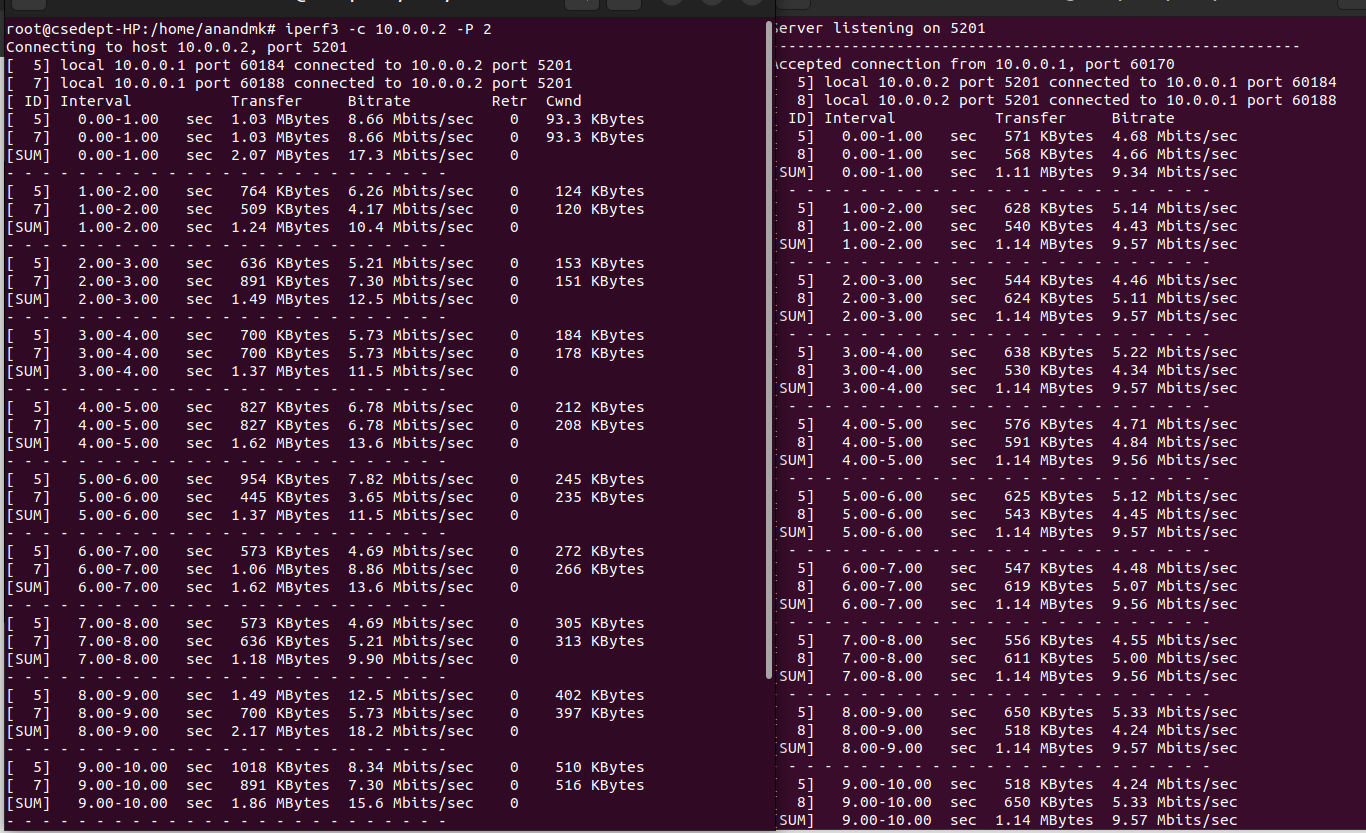 root@csedept-HP:/home/anandmk# iperf3 -c 10.0.0.2 -P 2
Connecting to host 10.0.0.2, port 5201
[  5] local 10.0.0.1 port 60184 connected to 10.0.0.2 port 5201
[  7] local 10.0.0.1 port 60188 connected to 10.0.0.2 port 5201
[ ID] Interval           Transfer     Bitrate         Retr  Cwnd
[  5]   0.00-1.00   sec  1.03 MBytes  8.66 Mbits/sec    0   93.3 KBytes
[  7]   0.00-1.00   sec  1.03 MBytes  8.66 Mbits/sec    0   93.3 KBytes
[SUM]   0.00-1.00   sec  2.07 MBytes  17.3 Mbits/sec    0
- - - - - - - - - - - - - - - - - - - - - - - - -
[  5]   1.00-2.00   sec   764 KBytes  6.26 Mbits/sec    0    124 KBytes
[  7]   1.00-2.00   sec   509 KBytes  4.17 Mbits/sec    0    120 KBytes
[SUM]   1.00-2.00   sec  1.24 MBytes  10.4 Mbits/sec    0
- - - - - - - - - - - - - - - - - - - - - - - - -
[  5]   2.00-3.00   sec   636 KBytes  5.21 Mbits/sec    0    153 KBytes
[  7]   2.00-3.00   sec   891 KBytes  7.30 Mbits/sec    0    151 KBytes
[SUM]   2.00-3.00   sec  1.49 MBytes  12.5 Mbits/sec    0
- - - - - - - - - - - - - - - - - - - - - - - - -
[  5]   3.00-4.00   sec   700 KBytes  5.73 Mbits/sec    0    184 KBytes
[  7]   3.00-4.00   sec   700 KBytes  5.73 Mbits/sec    0    178 KBytes
[SUM]   3.00-4.00   sec  1.37 MBytes  11.5 Mbits/sec    0
- - - - - - - - - - - - - - - - - - - - - - - - -
[  5]   4.00-5.00   sec   827 KBytes  6.78 Mbits/sec    0    212 KBytes
[  7]   4.00-5.00   sec   827 KBytes  6.78 Mbits/sec    0    208 KBytes
[SUM]   4.00-5.00   sec  1.62 MBytes  13.6 Mbits/sec    0
- - - - - - - - - - - - - - - - - - - - - - - - -
[  5]   5.00-6.00   sec   954 KBytes  7.82 Mbits/sec    0    245 KBytes
[  7]   5.00-6.00   sec   445 KBytes  3.65 Mbits/sec    0    235 KBytes
[SUM]   5.00-6.00   sec  1.37 MBytes  11.5 Mbits/sec    0
- - - - - - - - - - - - - - - - - - - - - - - - -
[  5]   6.00-7.00   sec   573 KBytes  4.69 Mbits/sec    0    272 KBytes
[  7]   6.00-7.00   sec  1.06 MBytes  8.86 Mbits/sec    0    266 KBytes
[SUM]   6.00-7.00   sec  1.62 MBytes  13.6 Mbits/sec    0
- - - - - - - - - - - - - - - - - - - - - - - - -
[  5]   7.00-8.00   sec   573 KBytes  4.69 Mbits/sec    0    305 KBytes
[  7]   7.00-8.00   sec   636 KBytes  5.21 Mbits/sec    0    313 KBytes
[SUM]   7.00-8.00   sec  1.18 MBytes  9.90 Mbits/sec    0
- - - - - - - - - - - - - - - - - - - - - - - - -
[  5]   8.00-9.00   sec  1.49 MBytes  12.5 Mbits/sec    0    402 KBytes
[  7]   8.00-9.00   sec   700 KBytes  5.73 Mbits/sec    0    397 KBytes
[SUM]   8.00-9.00   sec  2.17 MBytes  18.2 Mbits/sec    0
- - - - - - - - - - - - - - - - - - - - - - - - -
[  5]   9.00-10.00  sec  1018 KBytes  8.34 Mbits/sec    0    510 KBytes
[  7]   9.00-10.00  sec   891 KBytes  7.30 Mbits/sec    0    516 KBytes
[SUM]   9.00-10.00  sec  1.86 MBytes  15.6 Mbits/sec    0
- - - - - - - - - - - - - - - - - - - - - - - - -
Server listening on 5201
-----------------------------------------------------------
Accepted connection from 10.0.0.1, port 60170
  5] local 10.0.0.2 port 5201 connected to 10.0.0.1 port 60184
  8] local 10.0.0.2 port 5201 connected to 10.0.0.1 port 60188
 ID] Interval           Transfer     Bitrate
  5]   0.00-1.00   sec   571 KBytes  4.68 Mbits/sec
  8]   0.00-1.00   sec   568 KBytes  4.66 Mbits/sec
SUM]   0.00-1.00   sec  1.11 MBytes  9.34 Mbits/sec
- - - - - - - - - - - - - - - - - - - - - - - - -
  5]   1.00-2.00   sec   628 KBytes  5.14 Mbits/sec
  8]   1.00-2.00   sec   540 KBytes  4.43 Mbits/sec
SUM]   1.00-2.00   sec  1.14 MBytes  9.57 Mbits/sec
- - - - - - - - - - - - - - - - - - - - - - - - -
  5]   2.00-3.00   sec   544 KBytes  4.46 Mbits/sec
  8]   2.00-3.00   sec   624 KBytes  5.11 Mbits/sec
SUM]   2.00-3.00   sec  1.14 MBytes  9.57 Mbits/sec
- - - - - - - - - - - - - - - - - - - - - - - - -
  5]   3.00-4.00   sec   638 KBytes  5.22 Mbits/sec
  8]   3.00-4.00   sec   530 KBytes  4.34 Mbits/sec
SUM]   3.00-4.00   sec  1.14 MBytes  9.57 Mbits/sec
- - - - - - - - - - - - - - - - - - - - - - - - -
  5]   4.00-5.00   sec   576 KBytes  4.71 Mbits/sec
  8]   4.00-5.00   sec   591 KBytes  4.84 Mbits/sec
SUM]   4.00-5.00   sec  1.14 MBytes  9.56 Mbits/sec
- - - - - - - - - - - - - - - - - - - - - - - - -
  5]   5.00-6.00   sec   625 KBytes  5.12 Mbits/sec
  8]   5.00-6.00   sec   543 KBytes  4.45 Mbits/sec
SUM]   5.00-6.00   sec  1.14 MBytes  9.57 Mbits/sec
- - - - - - - - - - - - - - - - - - - - - - - - -
  5]   6.00-7.00   sec   547 KBytes  4.48 Mbits/sec
  8]   6.00-7.00   sec   619 KBytes  5.07 Mbits/sec
SUM]   6.00-7.00   sec  1.14 MBytes  9.56 Mbits/sec
- - - - - - - - - - - - - - - - - - - - - - - - -
  5]   7.00-8.00   sec   556 KBytes  4.55 Mbits/sec
  8]   7.00-8.00   sec   611 KBytes  5.00 Mbits/sec
SUM]   7.00-8.00   sec  1.14 MBytes  9.56 Mbits/sec
- - - - - - - - - - - - - - - - - - - - - - - - -
  5]   8.00-9.00   sec   650 KBytes  5.33 Mbits/sec
  8]   8.00-9.00   sec   518 KBytes  4.24 Mbits/sec
SUM]   8.00-9.00   sec  1.14 MBytes  9.57 Mbits/sec
- - - - - - - - - - - - - - - - - - - - - - - - -
  5]   9.00-10.00  sec   518 KBytes  4.24 Mbits/sec
  8]   9.00-10.00  sec   650 KBytes  5.33 Mbits/sec
SUM]   9.00-10.00  sec  1.14 MBytes  9.57 Mbits/sec